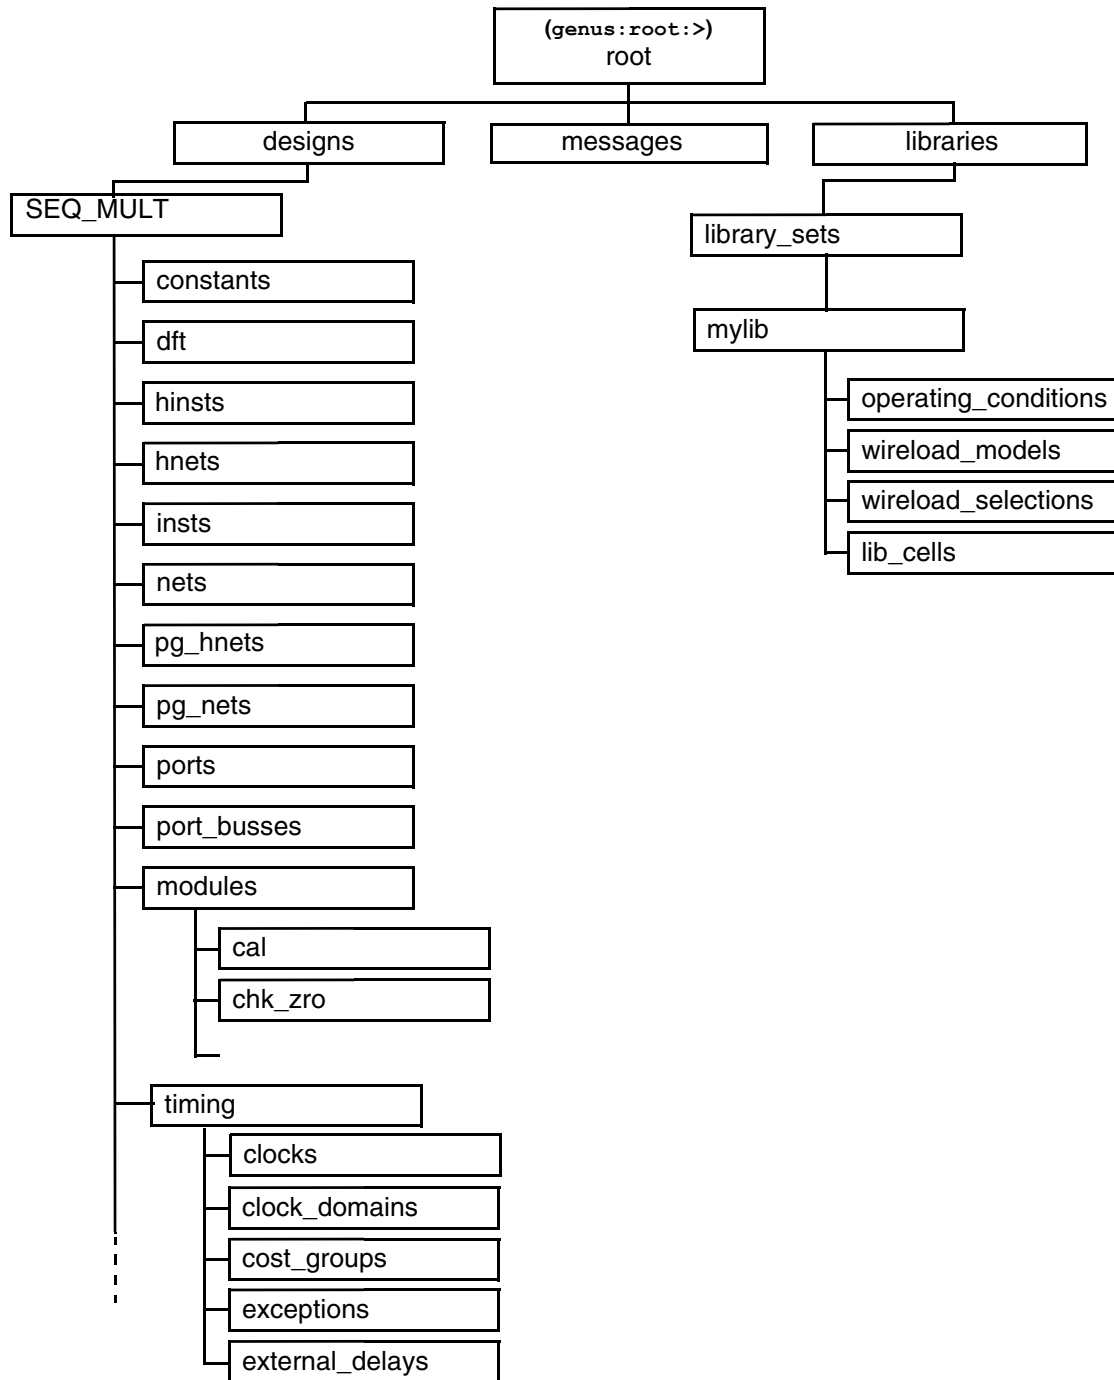 (genus:root:>)
root
designs
messages
libraries
SEQ_MULT
library_sets
constants
mylib
dft
hinsts
operating_conditions
hnets
wireload_models
wireload_selections
insts
lib_cells
nets
pg_hnets
pg_nets
ports
port_busses
modules
cal
chk_zro
timing
clocks
clock_domains
cost_groups
exceptions
external_delays